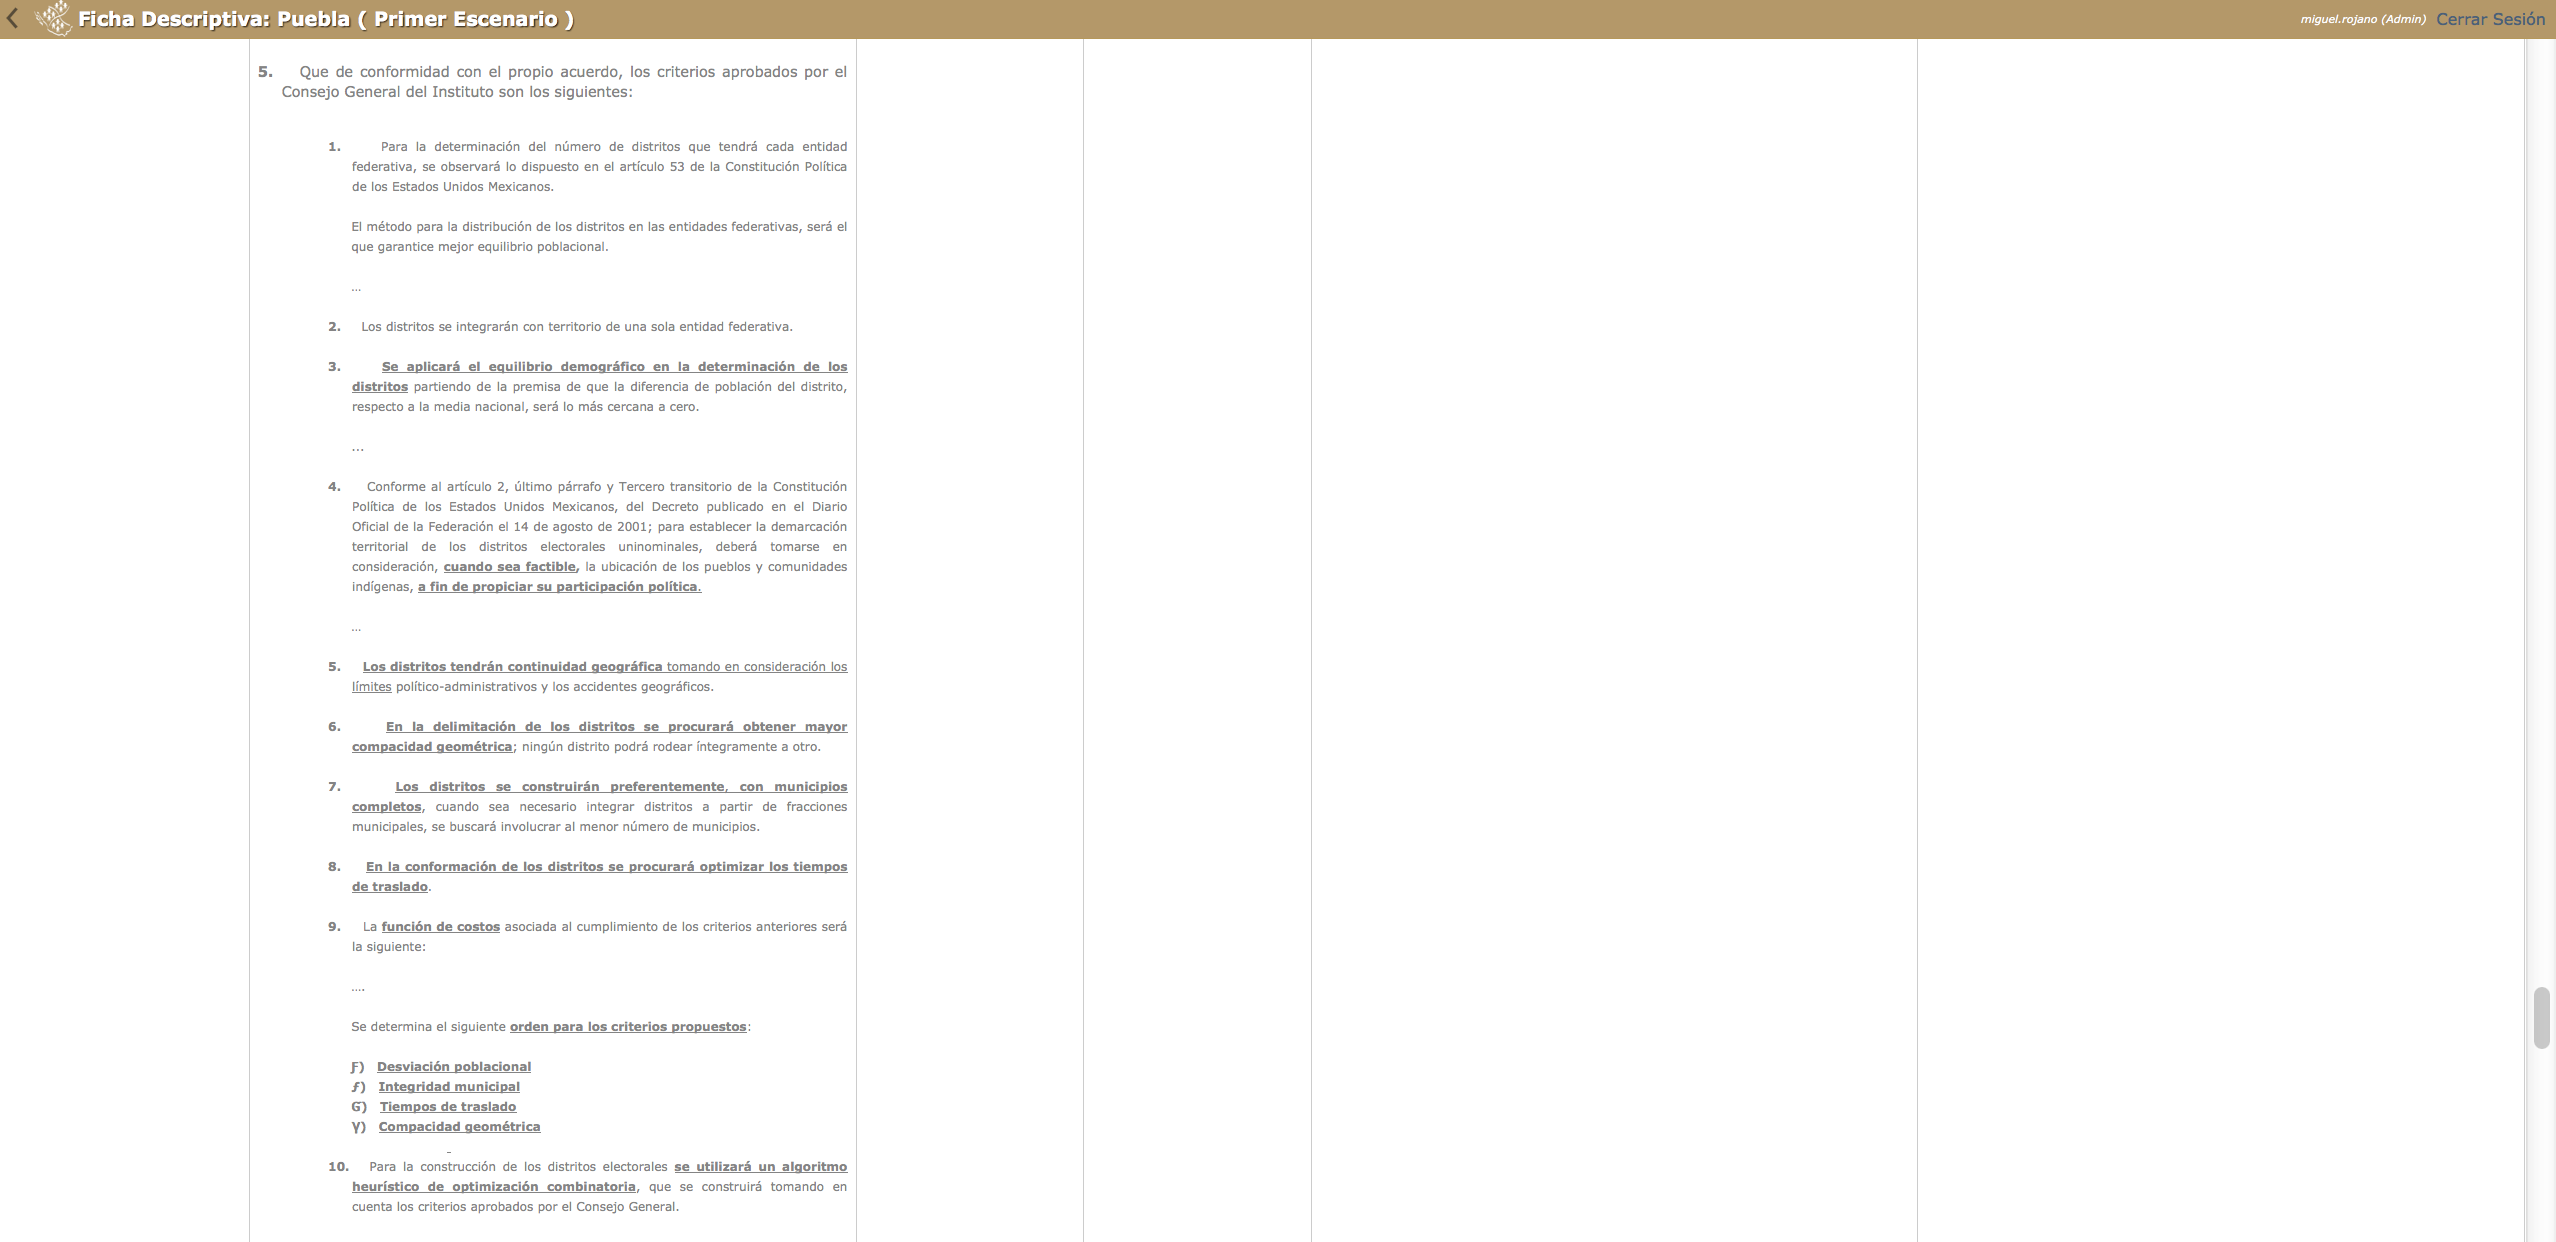 Ficha Descriptiva: Puebla ( Primer Escenario )
miguel.rojano (Admin) Cerrar Sesión
5. Que de conformidad con el propio acuerdo, los criterios aprobados por el
Consejo General del Instituto son los siguientes:
1. Para la determinación del número de distritos que tendrá cada entidad
federativa, se observará lo dispuesto en el artículo 53 de la Constitución Política
de los Estados Unidos Mexicanos.
El método para la distribución de los distritos en las entidades federativas, será el
que garantice mejor equilibrio poblacional.
...
2. Los distritos se integrarán con territorio de una sola entidad federativa.
3. Se aplicará el equilibrio demográfico en la determinación de los
distritos partiendo de la premisa de que la diferencia de población del distrito,
respecto a la media nacional, será lo más cercana a cero.
...
4. Conforme al artículo 2, último párrafo y Tercero transitorio de la Constitución
Política de los Estados Unidos Mexicanos, del Decreto publicado en el Diario
Oficial de la Federación el 14 de agosto de 2001; para establecer la demarcación
territorial de los distritos electorales uninominales, deberá tomarse en
consideración, cuando sea factible, la ubicación de los pueblos y comunidades
indígenas, a fin de propiciar su participación política.
...
5. Los distritos tendrán continuidad geográfica tomando en consideración los
límites político-administrativos y los accidentes geográficos.
6. En la delimitación de los distritos se procurará obtener mayor
compacidad geométrica; ningún distrito podrá rodear íntegramente a otro.
7. Los distritos se construirán preferentemente, con municipios
completos, cuando sea necesario integrar distritos a partir de fracciones
municipales, se buscará involucrar al menor número de municipios.
8. En la conformación de los distritos se procurará optimizar los tiempos
de traslado.
9. La función de costos asociada al cumplimiento de los criterios anteriores será
la siguiente:
....
Se determina el siguiente orden para los criterios propuestos:
Ƒ) Desviación poblacional
ƒ) Integridad municipal
Ɠ) Tiempos de traslado
Ɣ) Compacidad geométrica
10. Para la construcción de los distritos electorales se utilizará un algoritmo
heurístico de optimización combinatoria, que se construirá tomando en
cuenta los criterios aprobados por el Consejo General.